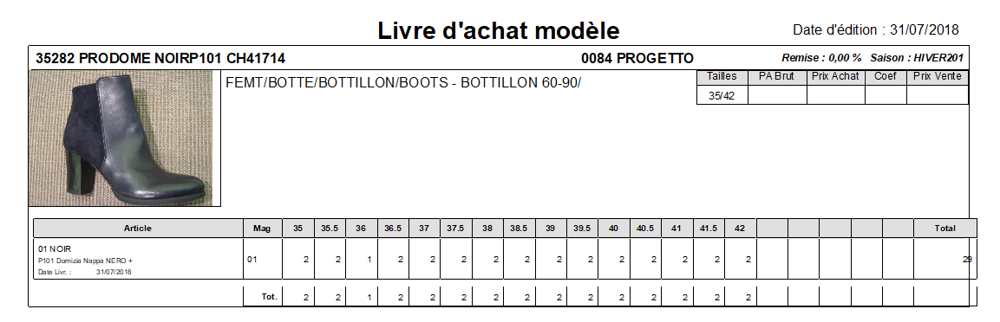 Livre d'achat modèle
Date d'édition : 31/07/2018
35282 PRODOME NOIRP101 CH41714 0084 PROGETTO Remise : 0,00 % Saison : HIVER201
FEMT/BOTTE/BOTTILLON/BOOTS - BOTTILLON 60-90/
Tailles PA Brut Prix Achat Coef Prix Vente
35/42
Article Mag 35 35.5 36 36.5 37 37.5 38 38.5 39 39.5 40 40.5 41 41.5 42 Total
01 NOIR
P101 Domizia Nappa NERO +
01 2 2 1 2 2 2 2 2 2 2 2 2 2 2 2 29
Date Livr. : 31/07/2018
Tot. 2 2 1 2 2 2 2 2 2 2 2 2 2 2 2